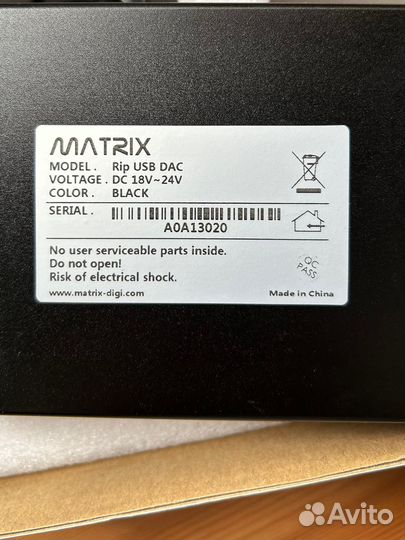 MATRIX
MODEL . Rip USB DAC
VOLTAGE . DC 18V~24V
COLOR . BLACK
SERIAL .
A0A13020
No user serviceable parts inside.
Do not open!
Risk of electrical shock.
QC
PASS
www.matrix-digi.com
Made in China
Avito